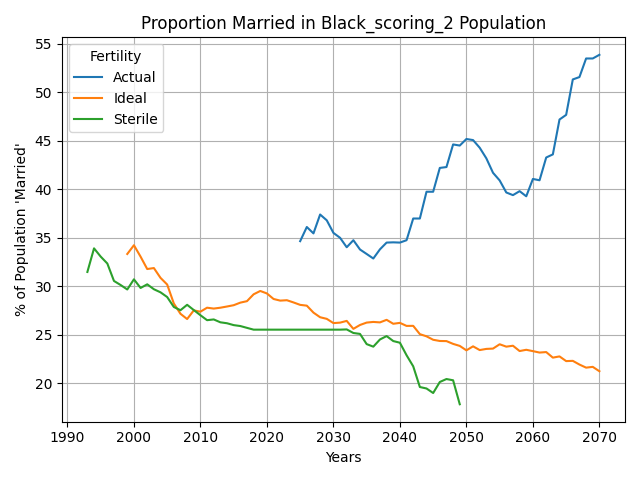 Proportion Married in Black_scoring_2 Population
% of Population 'Married'
55
50
45
40
35
30
25
20
Fertility
Actual
Ideal
Sterile
1990 2000 2010 2020 2030 2040 2050 2060 2070
Years